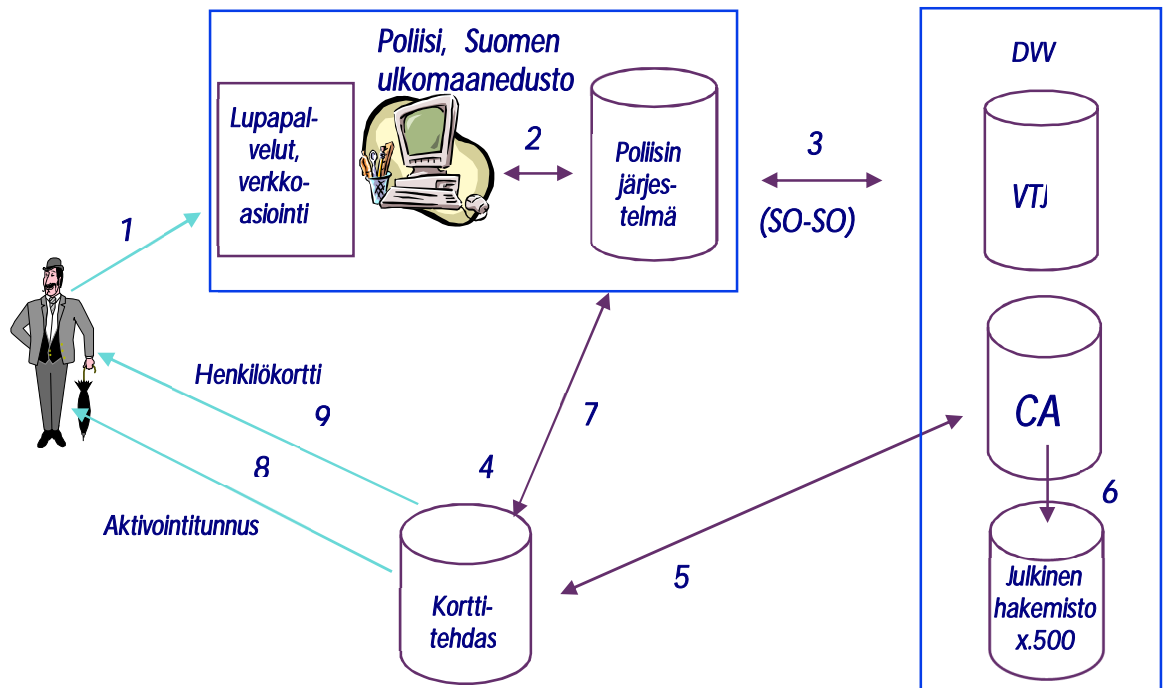 Poliisi, Suomen
ulkomaanedusto
Lupapal-
velut,
verkko-
asiointi
2
Poliisin
järjes-
telmä
3
(SO-SO)
DVV
VTJ
1
Henkilökortti
9
8
Aktivointitunnus
4
7
5
Kortti-
tehdas
CA
6
Julkinen
hakemisto
x.500